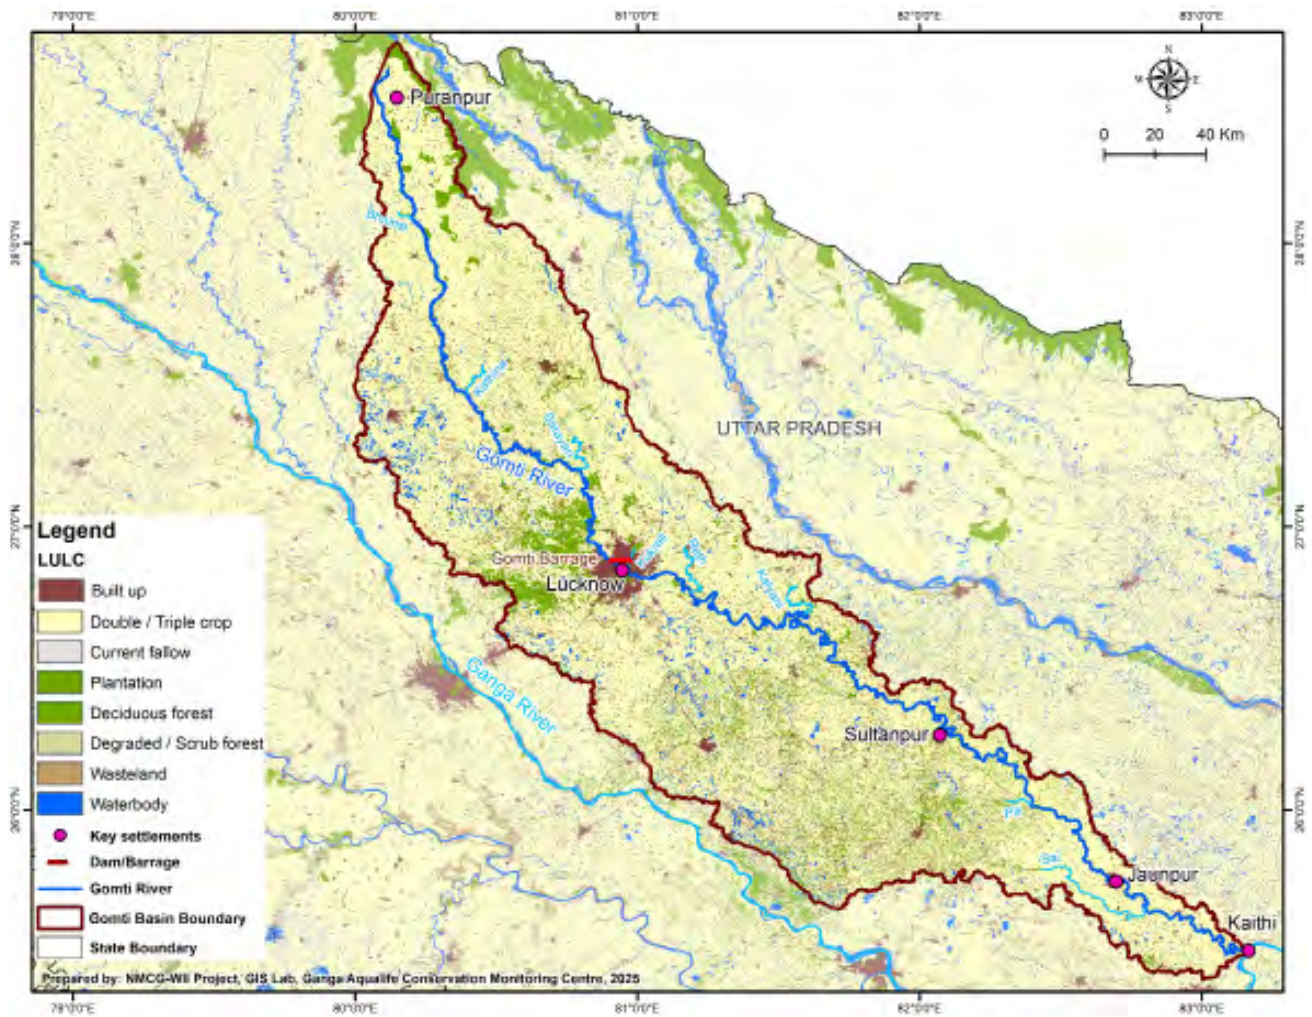 79°0'0"E 80°0'0"E 81°0'0"E 82°0'0"E 83°0'0"E
N
W E
S
0 20 40 Km
Puranpur
28°0'0"N
28°0'0"N
UTTAR PRADESH
Gomti River
27°0'0"N
27°0'0"N
Gomti Barrage
Lucknow
Ganga River
Sultanpur
26°0'0"N
26°0'0"N
Pili
Sai
Jaunpur
Kaithi
Legend
LULC
Built up
Double / Triple crop
Current fallow
Plantation
Deciduous forest
Degraded / Scrub forest
Wasteland
Waterbody
Key settlements
Dam/Barrage
Gomti River
Gomti Basin Boundary
State Boundary
Prepared by: NMCG-WII Project, GIS Lab, Ganga Aqualife Conservation Monitoring Centre, 2025
79°0'0"E 80°0'0"E 81°0'0"E 82°0'0"E 83°0'0"E